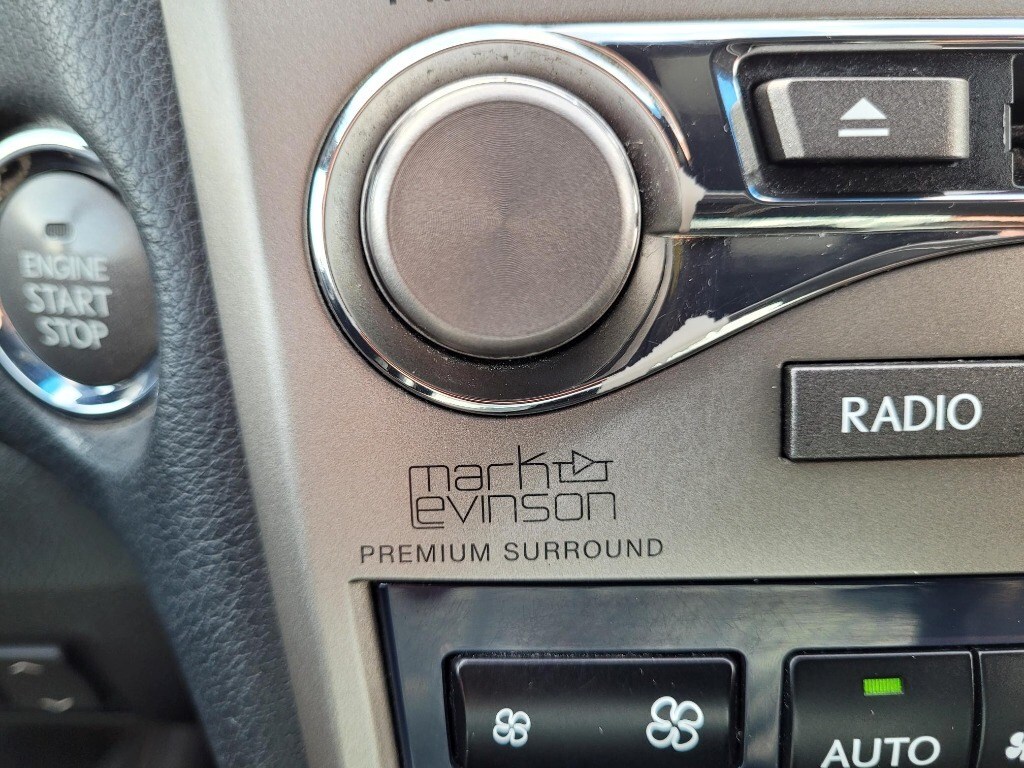 ENGINE
START
STOP
RADIO
mark
Levinson
PREMIUM SURROUND
AUTO